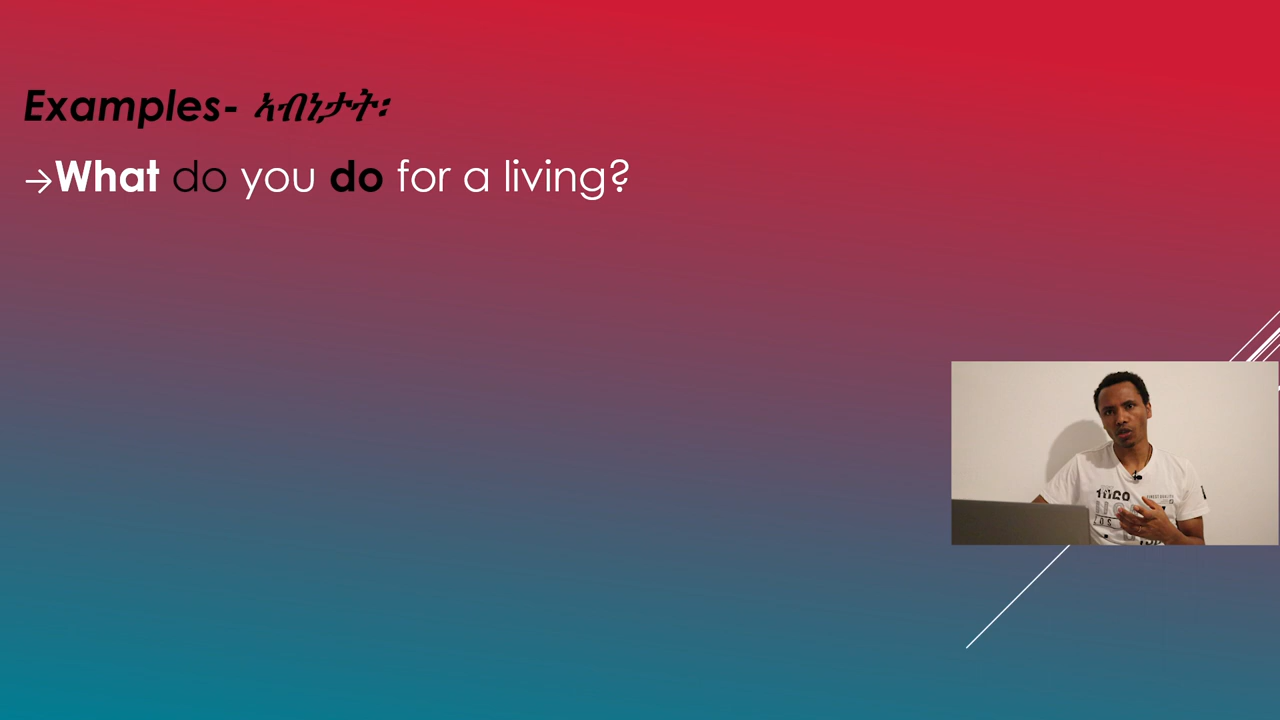 Examples- ኣብነታት፡
→What do you do for a living?